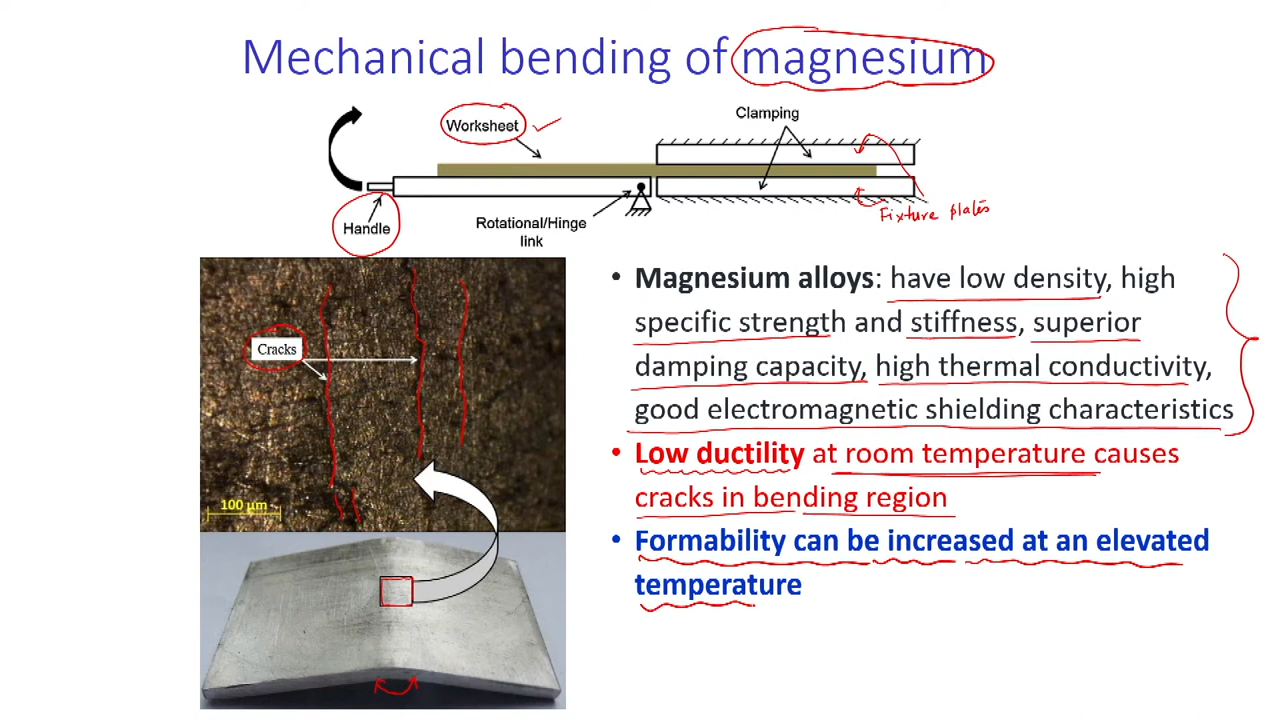 Mechanical bending of magnesium
Clamping
Worksheet
Fixture plates
Handle
Rotational/Hinge
link
Cracks
100 μm
• Magnesium alloys: have low density, high
specific strength and stiffness, superior
damping capacity, high thermal conductivity,
good electromagnetic shielding characteristics
• Low ductility at room temperature causes
cracks in bending region
• Formability can be increased at an elevated
temperature